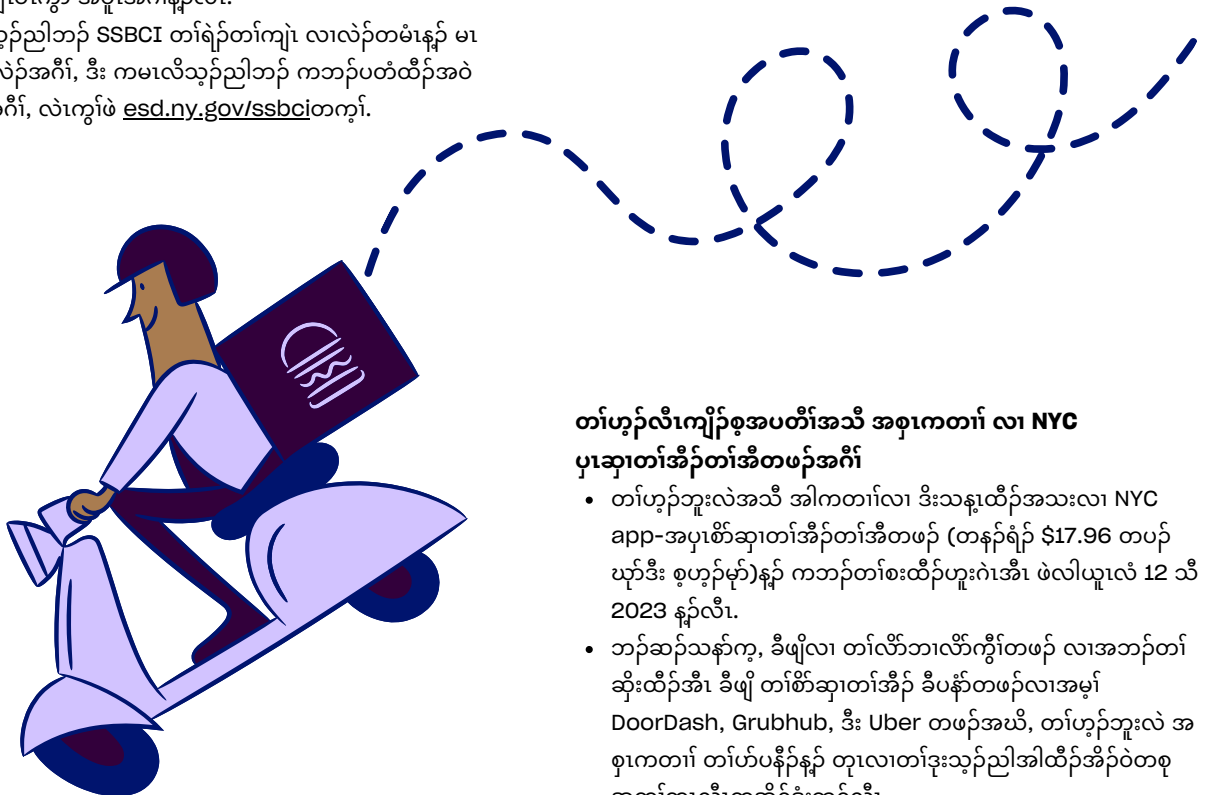 SSBCI တၢ်ရဲၣ်တၢ်ကျဲၤ လၢလဲၣ်တမံၤန့ၣ် မၤ
လဲၣ်အဂီၢ်, ဒီး ကမၤလိသ့ၣ်ညါဘၣ် ကဘၣ်ပတံထီၣ်အဝဲ
လဲၤကွၢ်ဖဲ esd.ny.gov/ssbciတက့ၢ်.
တၢ်ဟ့ၣ်လီၤကျိၣ်စ့အပတီၢ်အသီ အစုၤကတၢၢ် လၢ NYC
ပှၤဆှၢတၢ်အီၣ်တၢ်အီတဖၣ်အဂီၢ်
• တၢ်ဟ့ၣ်ဘူးလဲအသီ အါကတၢၢ်လၢ ဒိးသန့ၤထီၣ်အသးလၢ NYC
app-အပှၤစိာ်ဆှၢတၢ်အီၣ်တၢ်အီတဖၣ် (တနၣ်ရံၣ် $17.96 တပၣ်
ဃုာ်ဒီး စ့ဟ့ၣ်မုာ်)န့ၣ် ကဘၣ်တၢ်စးထီၣ်ဟူးဂဲၤအီၤ ဖဲလါယူၤလံ 12 သီ
2023 န့ၣ်လီၤ.
• ဘၣ်ဆၣ်သနာ်က့, ခီဖျိလၢ တၢ်လိာ်ဘၢလိာ်ကွီၢ်တဖၣ် လၢအဘၣ်တၢ်
ဆိုးထီၣ်အီၤ ခီဖျိ တၢ်စိာ်ဆှၢတၢ်အီၣ် ခီပနံာ်တဖၣ်လၢအမ့ၢ်
DoorDash, Grubhub, ဒီး Uber တဖၣ်အဃိ, တၢ်ဟ့ၣ်ဘူးလဲ အ
စုၤကတၢၢ် တၢ်ပာ်ပနီၣ်န့ၣ် တုၤလၢတၢ်ဒုးသ့ၣ်ညါအါထီၣ်အိၣ်ဝဲတစု